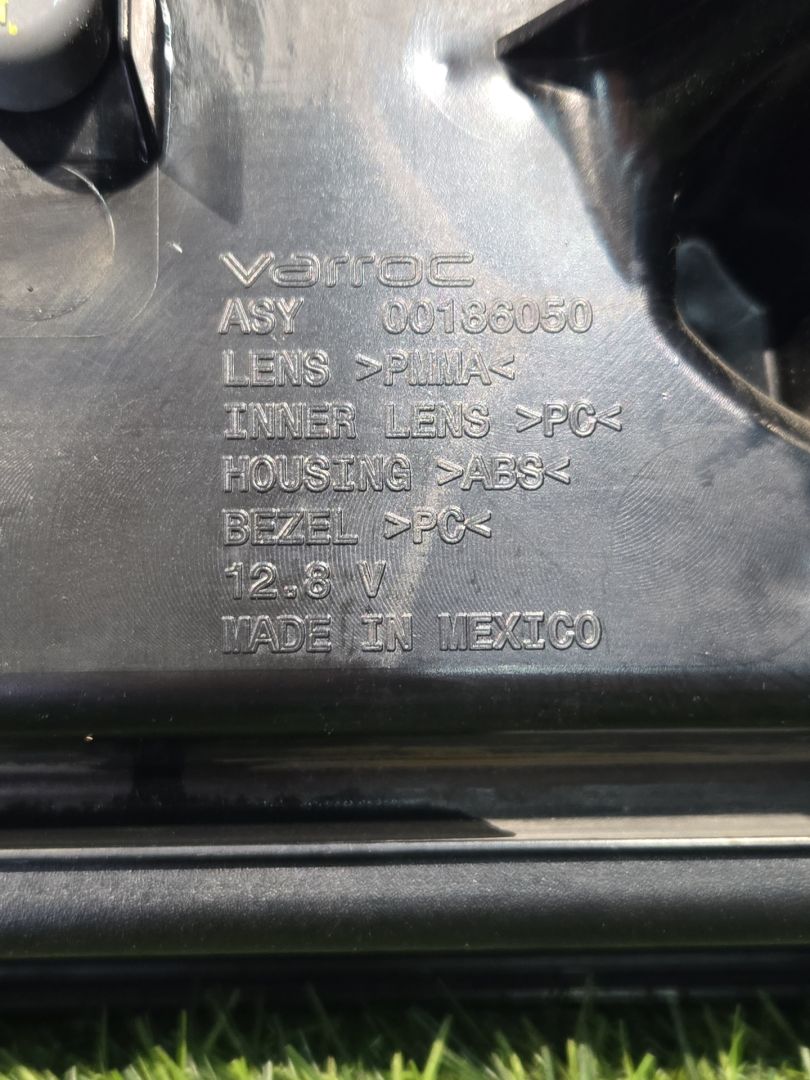 varroc
ASY 00186050
LENS >PMMA<
INNER LENS >PC<
HOUSING >ABS<
BEZEL >PC<
12.8 V
MADE IN MEXICO